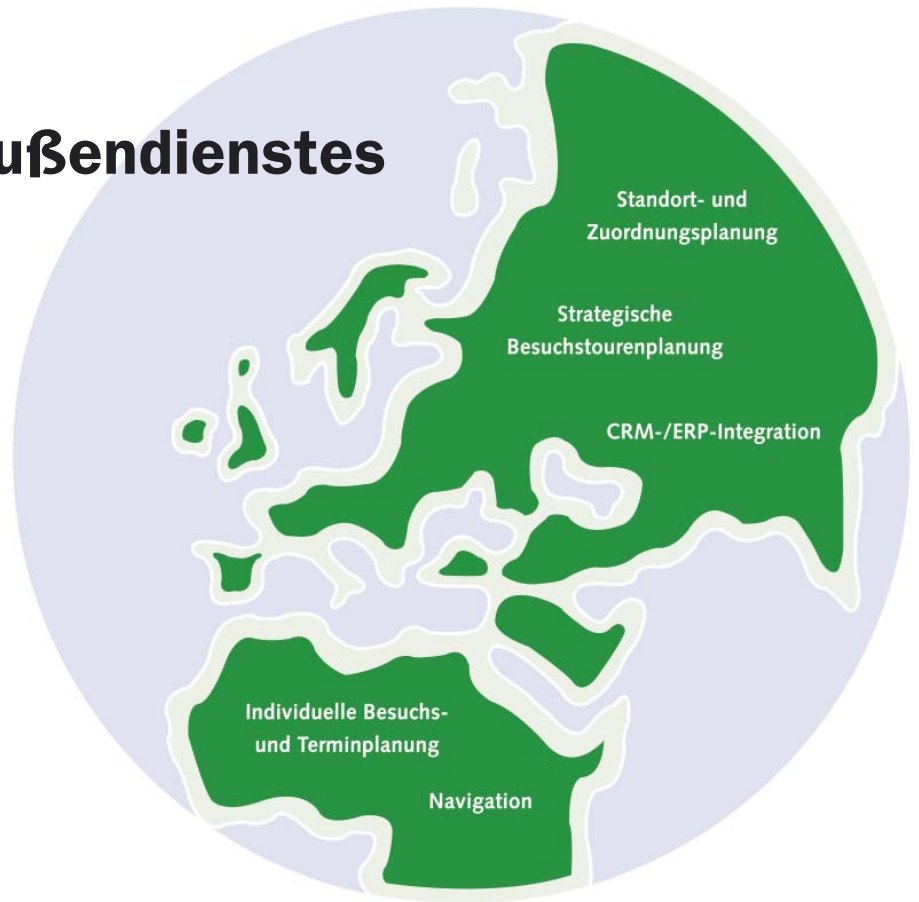 ußendienstes
Standort- und
Zuordnungsplanung
Strategische
Besuchstourenplanung
CRM-/ERP-Integration
Individuelle Besuchs-
und Terminplanung
Navigation